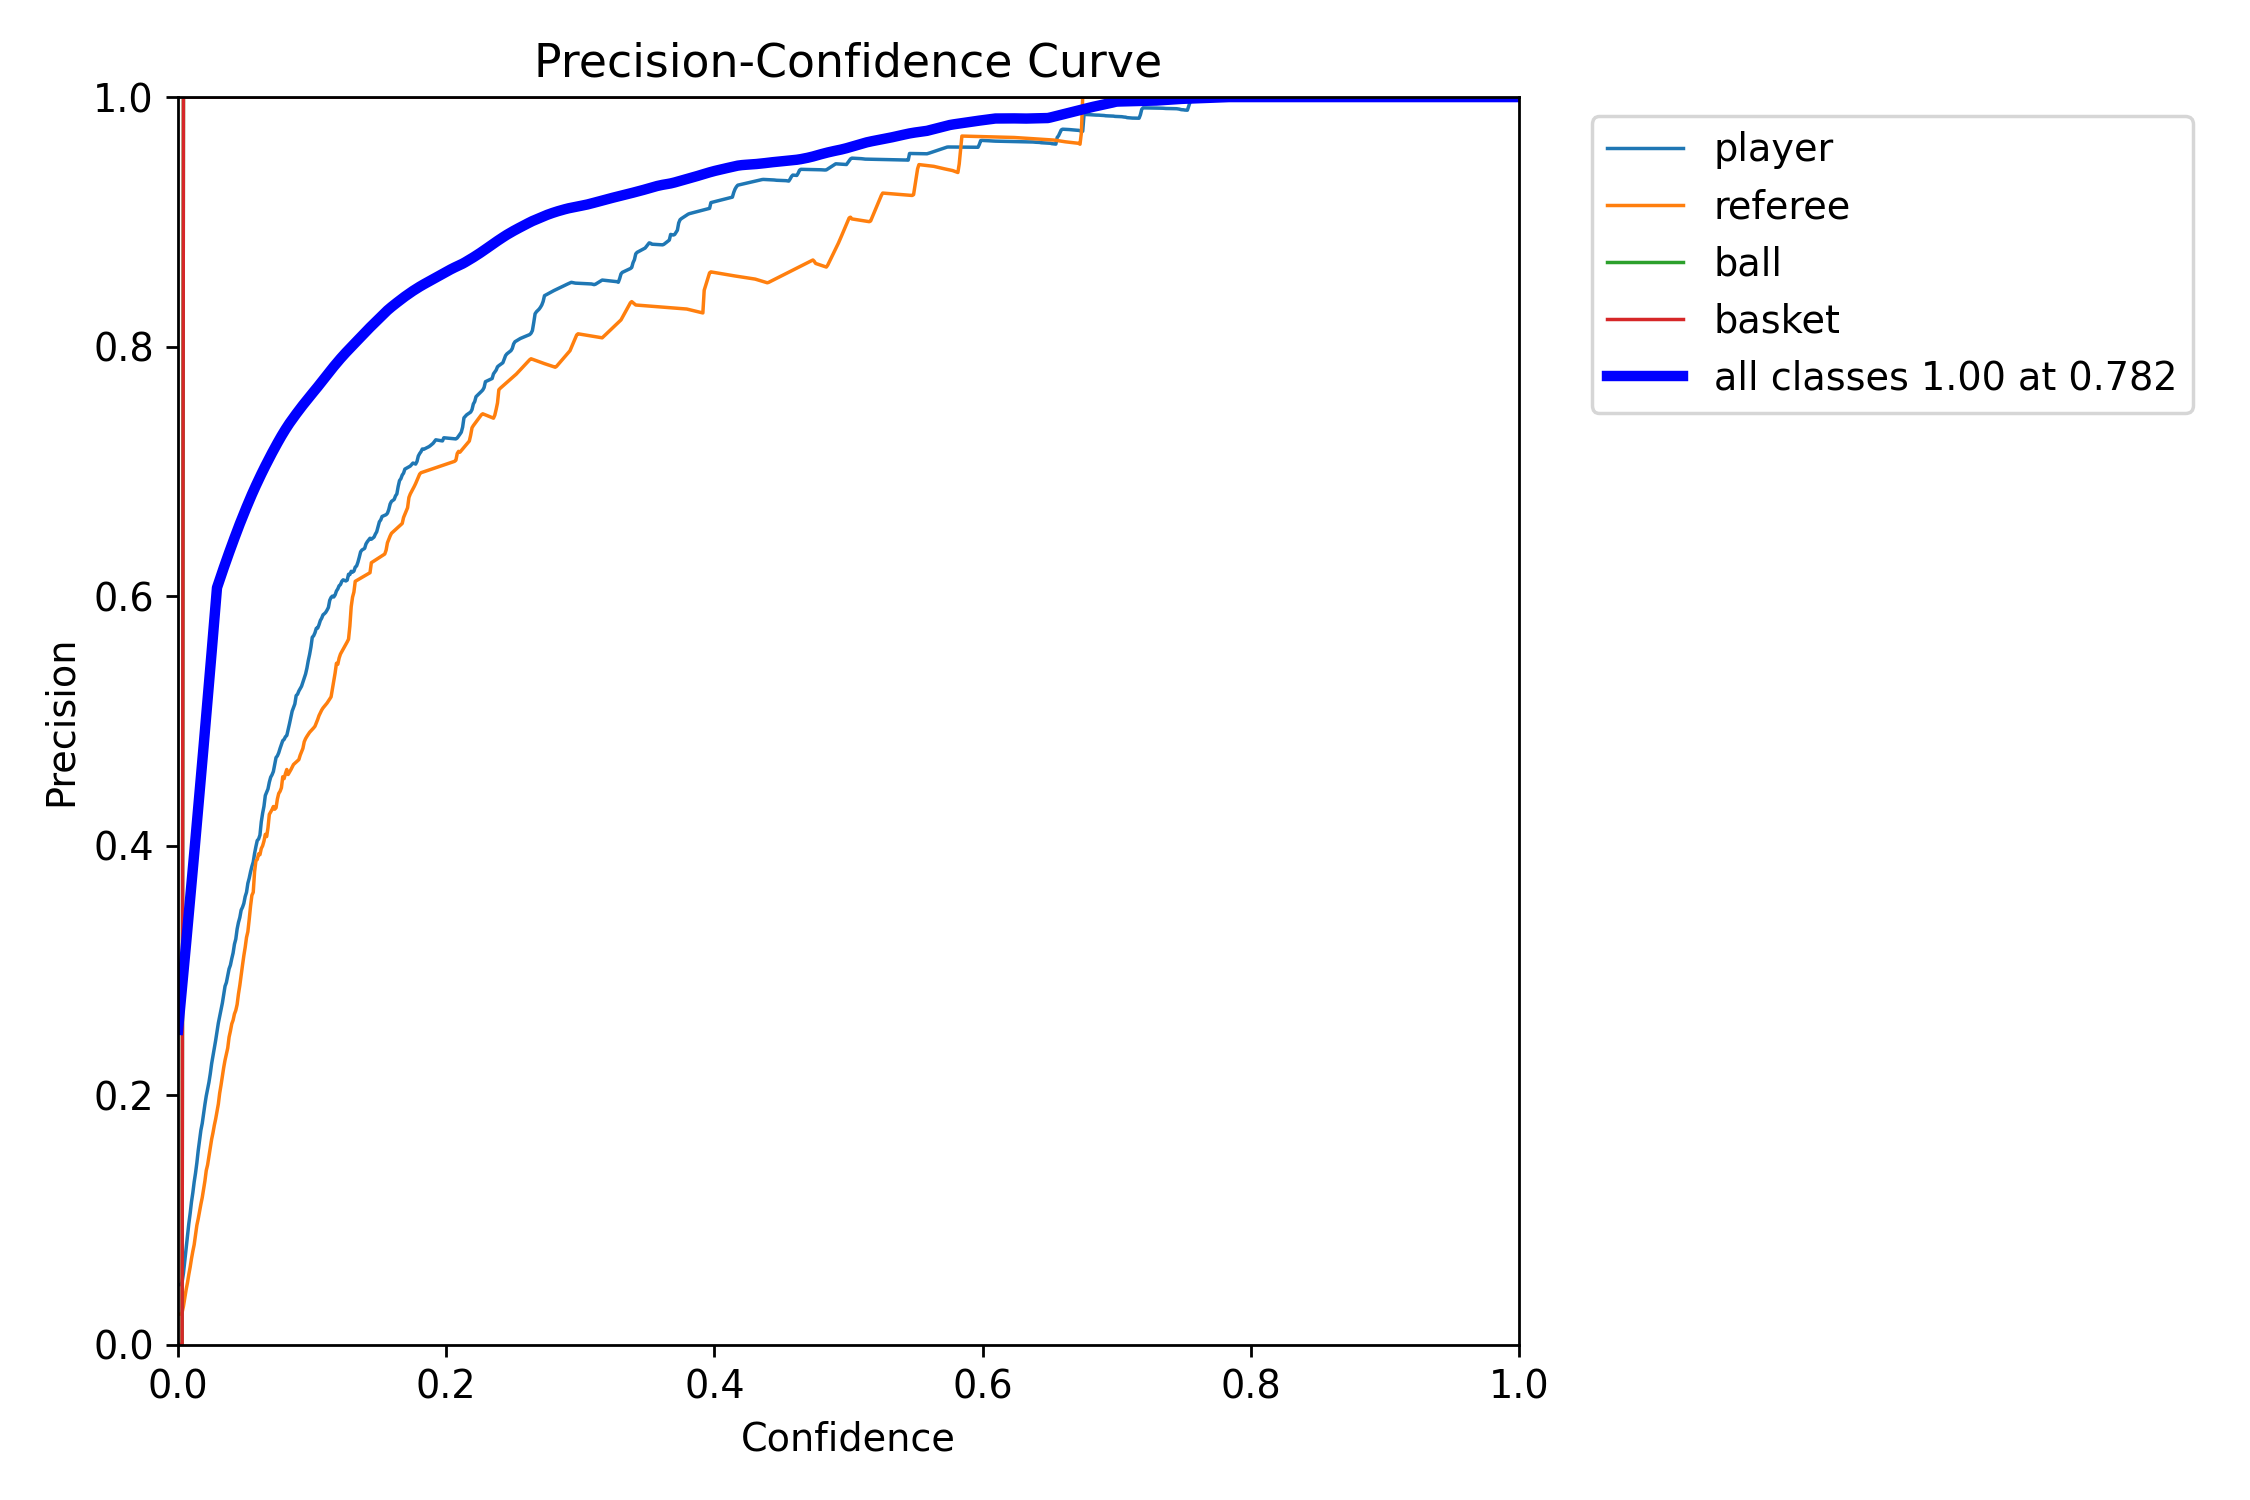 Precision-Confidence Curve
1.0
0.8
0.6
0.4
0.2
0.0
Precision
0.0 0.2 0.4 0.6 0.8 1.0
Confidence
player
referee
ball
basket
all classes 1.00 at 0.782